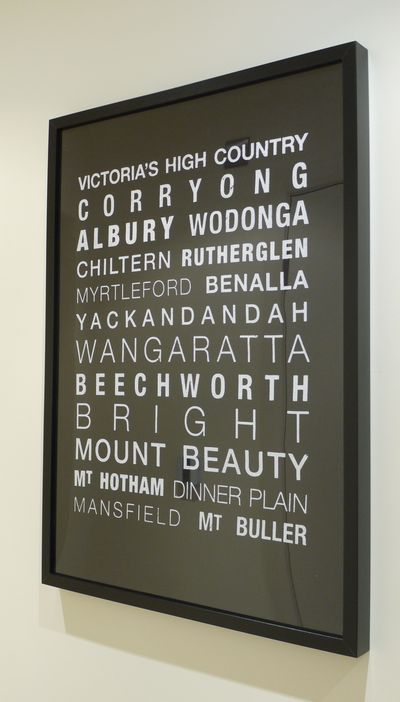 VICTORIA'S HIGH COUNTRY
CORRYONG
ALBURY WODONGA
CHILTERN RUTHERGLEN
MYRTLEFORD BENALLA
YACKANDANDAH
WANGARATTA
BEECHWORTH
BRIGHT
MOUNT BEAUTY
MT HOTHAM DINNER PLAIN
MANSFIELD MT BULLER